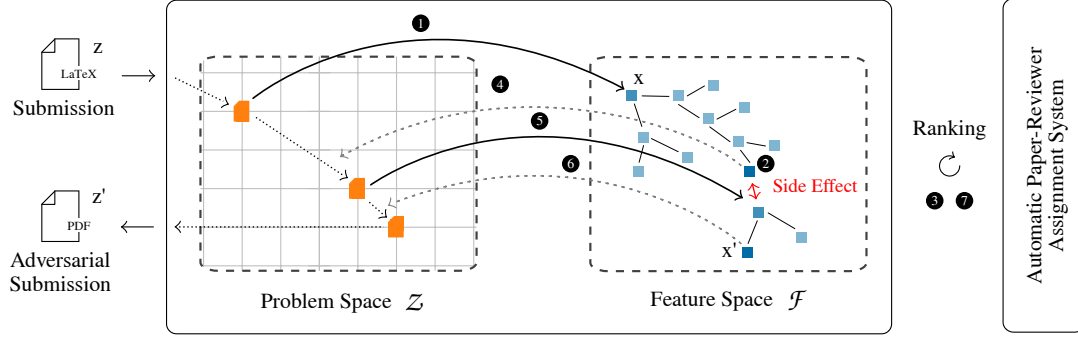 z
LaTeX
Submission
z'
PDF
Adversarial
Submission
1
4
5
6
x
2
Side Effect
x'
Problem Space Z
Feature Space F
Ranking
3 7
Automatic Paper-Reviewer
Assignment System